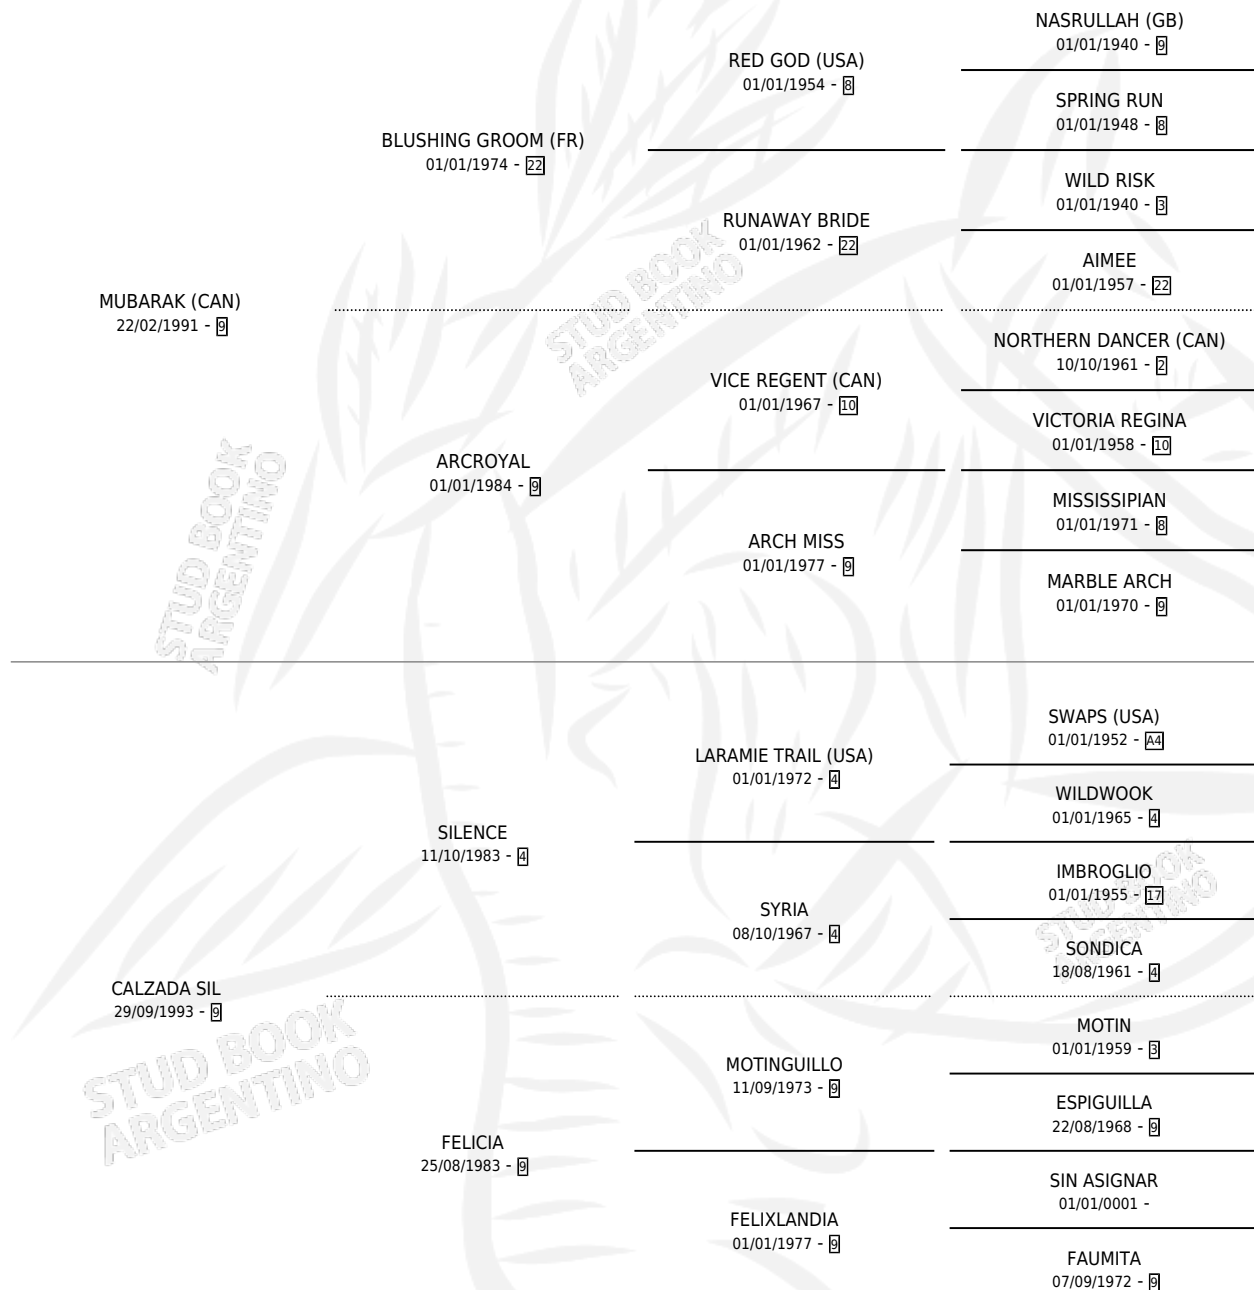 NASRULLAH (GB)
01/01/1940 - 9
RED GOD (USA)
01/01/1954 - 8
SPRING RUN
01/01/1948 - 8
BLUSHING GROOM (FR)
01/01/1974 - 22
WILD RISK
01/01/1940 - 3
RUNAWAY BRIDE
01/01/1962 - 22
AIMEE
01/01/1957 - 22
MUBARAK (CAN)
22/02/1991 - 9
STUD BOOK
ARGENTINO
NORTHERN DANCER (CAN)
10/10/1961 - 2
VICE REGENT (CAN)
01/01/1967 - 10
VICTORIA REGINA
01/01/1958 - 10
ARCROYAL
01/01/1984 - 9
MISSISSIPIAN
01/01/1971 - 8
ARCH MISS
01/01/1977 - 9
MARBLE ARCH
01/01/1970 - 9
STUD BOOK
ARGENTINO
SWAPS (USA)
01/01/1952 - A4
LARAMIE TRAIL (USA)
01/01/1972 - 4
WILDWOOK
01/01/1965 - 4
SILENCE
11/10/1983 - 4
IMBROGLIO
01/01/1955 - 17
SYRIA
08/10/1967 - 4
SONDICA
18/08/1961 - 4
STUD BOOK
ARGENTINO
CALZADA SIL
29/09/1993 - 9
MOTIN
01/01/1959 - 3
MOTINGUILLO
11/09/1973 - 9
ESPIGUILLA
22/08/1968 - 9
STUD BOOK
ARGENTINO
FELICIA
25/08/1983 - 9
SIN ASIGNAR
01/01/0001 -
FELIXLANDIA
01/01/1977 - 9
FAUMITA
07/09/1972 - 9